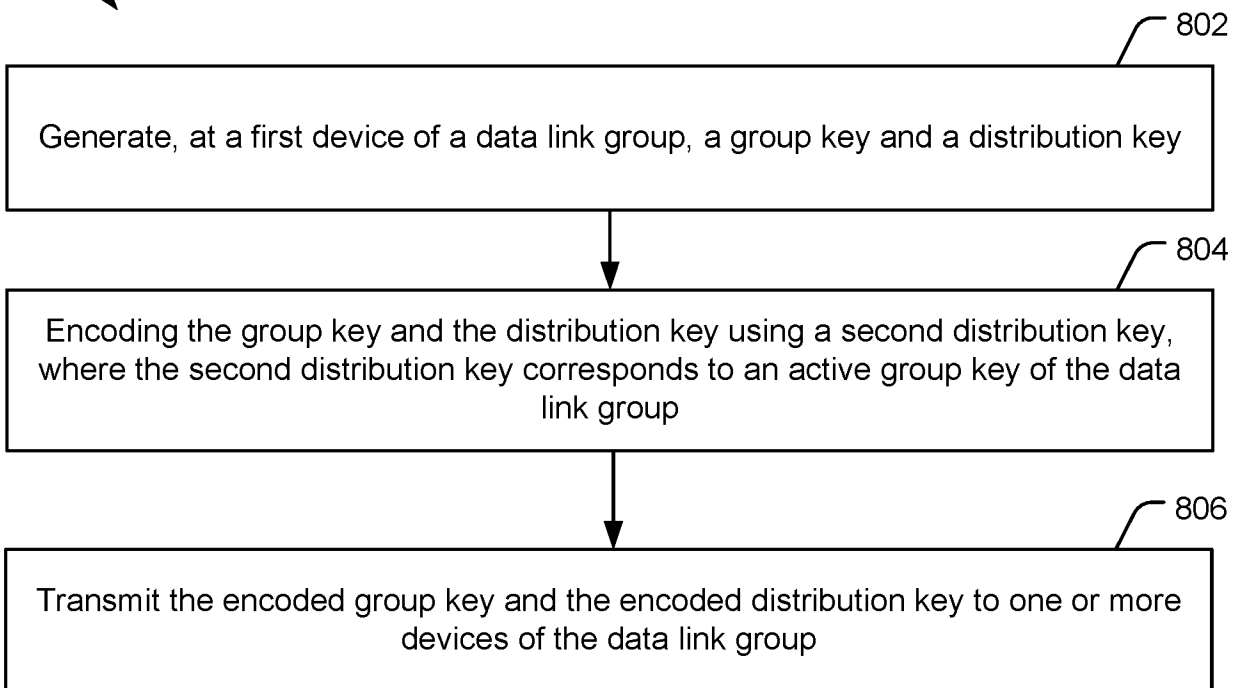 802
Generate, at a first device of a data link group, a group key and a distribution key
804
Encoding the group key and the distribution key using a second distribution key,
where the second distribution key corresponds to an active group key of the data
link group
806
Transmit the encoded group key and the encoded distribution key to one or more
devices of the data link group